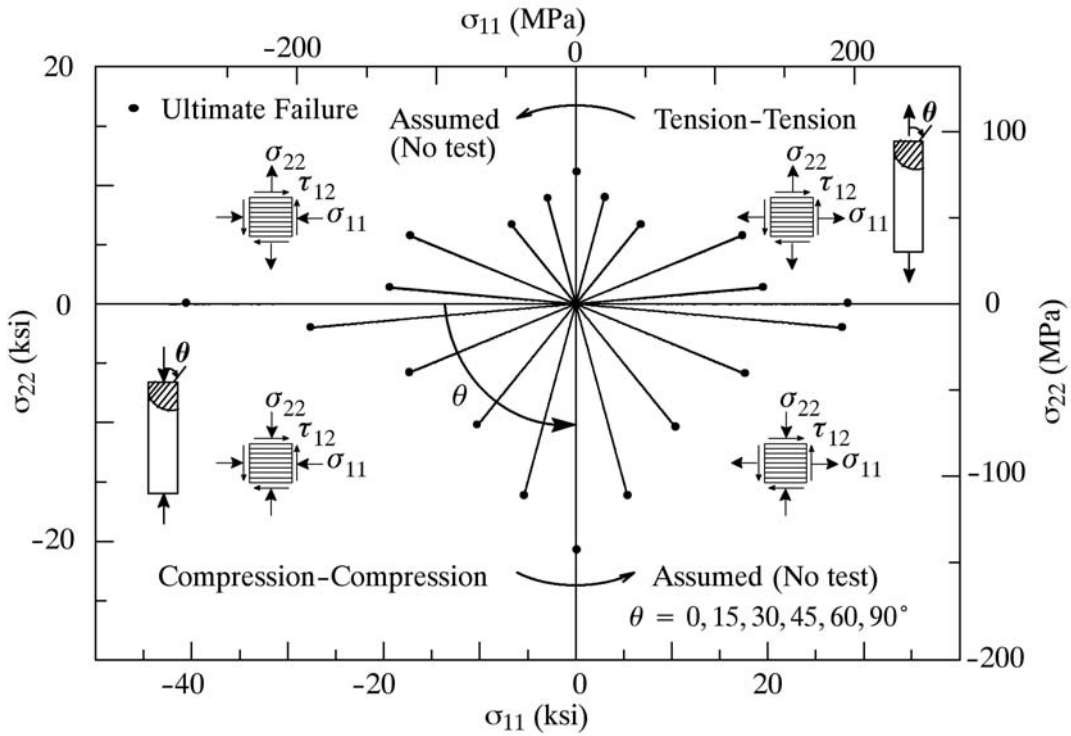 σ11 (MPa)
-200 0 200
20
• Ultimate Failure
Assumed
(No test)
Tension-Tension
θ
100
σ22
τ12
σ11
σ22
τ12
σ11
10
0
0
σ22 (ksi)
(MPa)
σ22
θ
θ
σ22
τ12
σ11
σ22
τ12
σ11
-100
-20
Compression-Compression
Assumed (No test)
θ = 0, 15, 30, 45, 60, 90°
-200
-40 -20 0 20
σ11 (ksi)